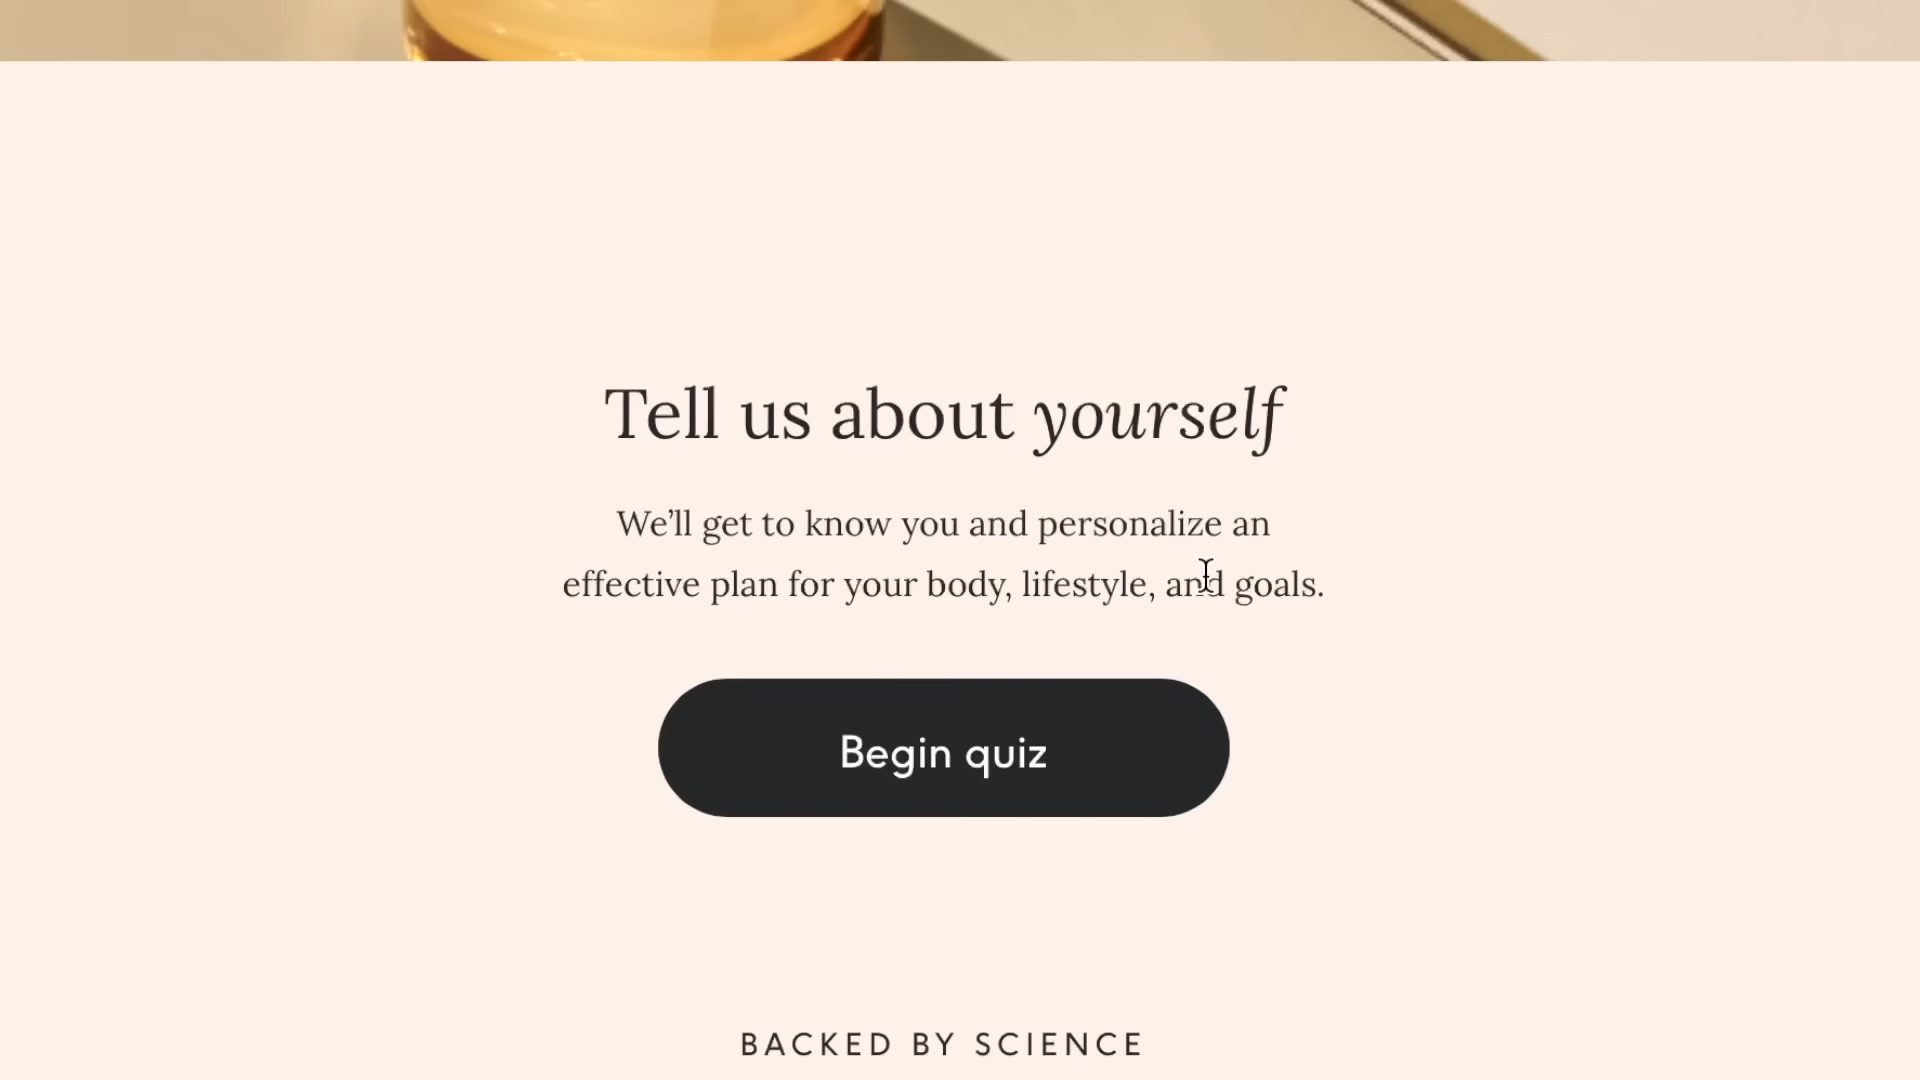 Tell us about yourself
We’ll get to know you and personalize an
effective plan for your body, lifestyle, and goals.
Begin quiz
BACKED BY SCIENCE